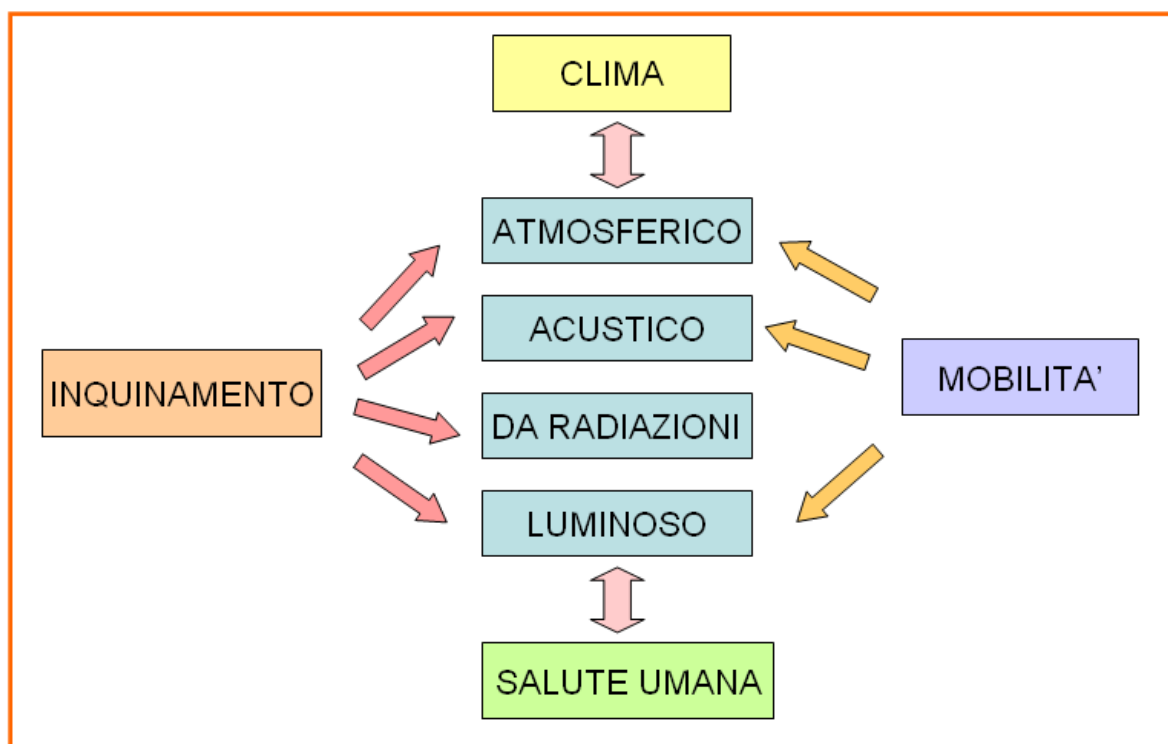 CLIMA
ATMOSFERICO
ACUSTICO
INQUINAMENTO
MOBILITA'
DA RADIAZIONI
LUMINOSO
SALUTE UMANA